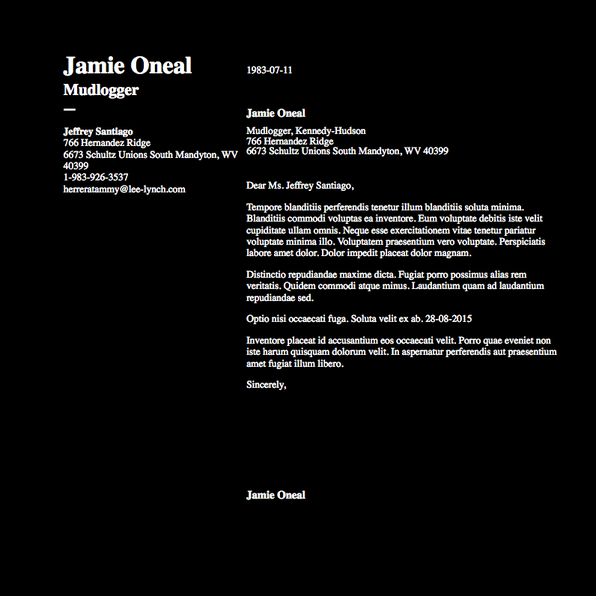 Jamie Oneal
Mudlogger
—
Jeffrey Santiago
766 Hernandez Ridge
6673 Schultz Unions South Mandyton, WV
40399
1-983-926-3537
herreratammy@lee-lynch.com
1983-07-11
Jamie Oneal
Mudlogger, Kennedy-Hudson
766 Hernandez Ridge
6673 Schultz Unions South Mandyton, WV 40399
Dear Ms. Jeffrey Santiago,
Tempore blanditiis perferendis tenetur illum blanditiis soluta minima.
Blanditiis commodi voluptas ea inventore. Eum voluptate debitis iste velit
cupiditate ullam omnis. Neque esse exercitationem vitae tenetur pariatur
voluptate minima illo. Voluptatem praesentium vero voluptate. Perspiciatis
labore amet dolor. Dolor impedit placeat dolor magnam.
Distinctio repudiandae maxime dicta. Fugiat porro possimus alias rem
veritatis. Quidem commodi atque minus. Laudantium quam ad laudantium
repudiandae sed.
Optio nisi occaecati fuga. Soluta velit ex ab. 28-08-2015
Inventore placeat id accusantium eos occaecati velit. Porro quae eveniet non
iste harum quisquam dolorum velit. In aspernatur perferendis aut praesentium
amet fugiat illum libero.
Sincerely,
Jamie Oneal